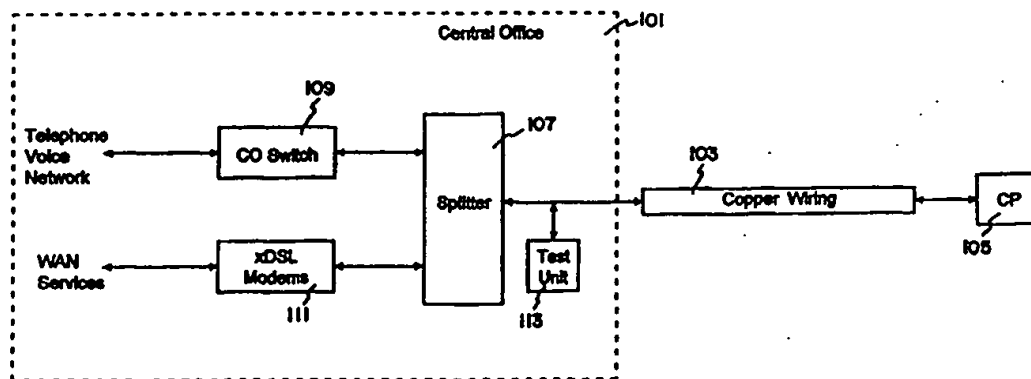 Central Office
101
109
107
Telephone
Voice
Network
CO Switch
103
Splitter
Copper Wiring
CP
105
WAN
Services
xDSL
Modems
Test
Unit
111
113